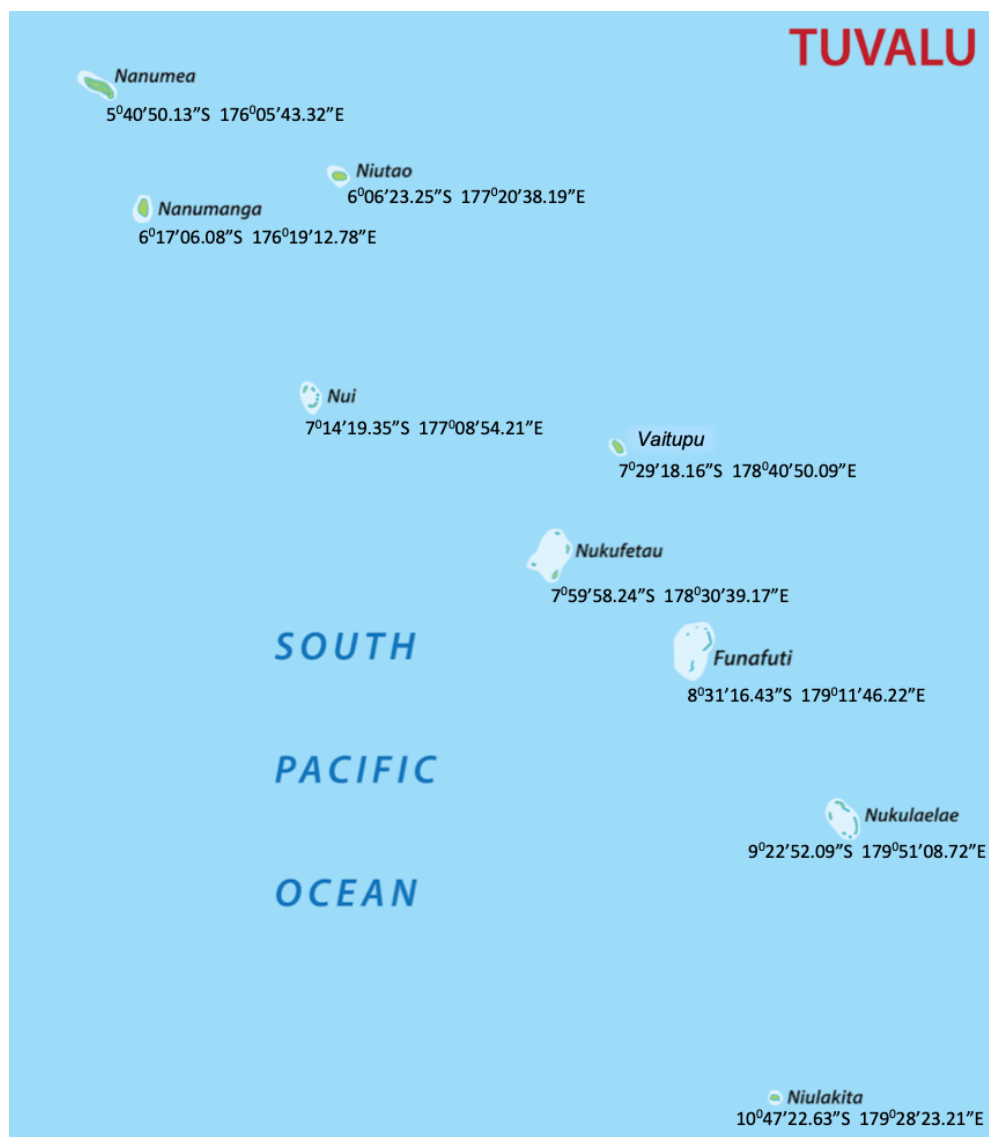 TUVALU
Nanumea
5⁰40’50.13”S 176⁰05’43.32”E
Niutao
6⁰06’23.25”S 177⁰20’38.19”E
Nanumanga
6⁰17’06.08”S 176⁰19’12.78”E
Nui
7⁰14’19.35”S 177⁰08’54.21”E
Vaitupu
7⁰29’18.16”S 178⁰40’50.09”E
Nukufetau
7⁰59’58.24”S 178⁰30’39.17”E
SOUTH
Funafuti
8⁰31’16.43”S 179⁰11’46.22”E
PACIFIC
Nukulaelae
9⁰22’52.09”S 179⁰51’08.72”E
OCEAN
Niulakita
10⁰47’22.63”S 179⁰28’23.21”E